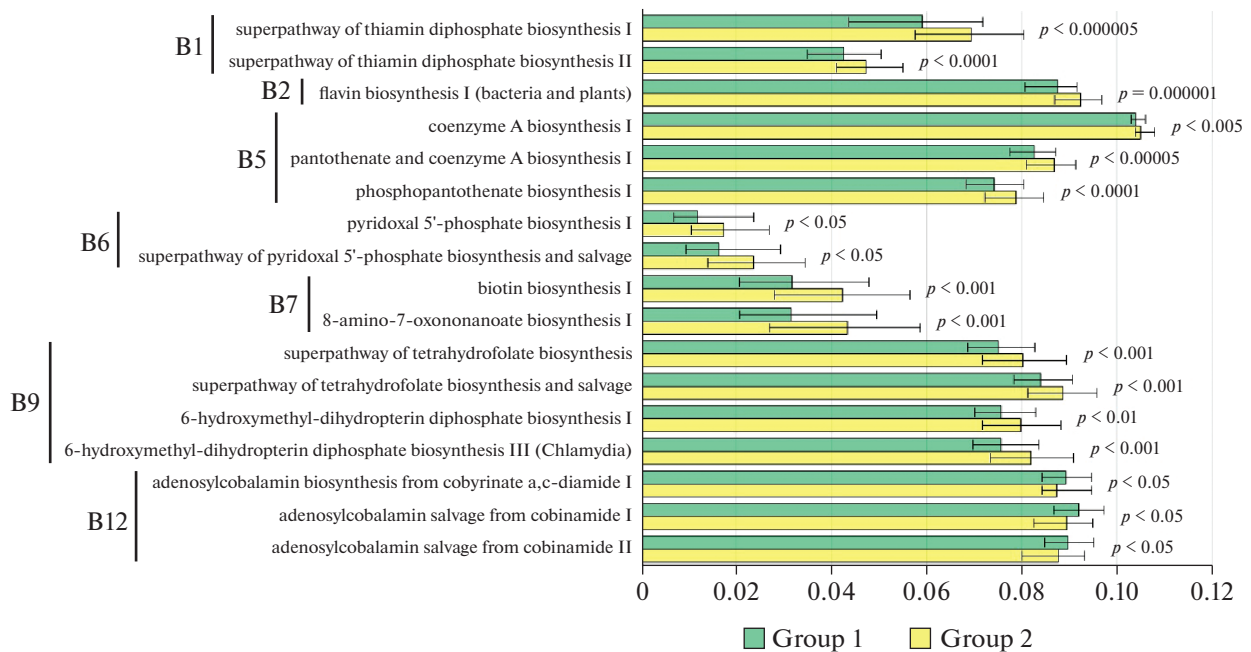 B1
superpathway of thiamin diphosphate biosynthesis I
p < 0.000005
superpathway of thiamin diphosphate biosynthesis II
p < 0.0001
B2
flavin biosynthesis I (bacteria and plants)
p = 0.000001
B5
coenzyme A biosynthesis I
p < 0.005
pantothenate and coenzyme A biosynthesis I
p < 0.00005
phosphopantothenate biosynthesis I
p < 0.0001
B6
pyridoxal 5'-phosphate biosynthesis I
p < 0.05
superpathway of pyridoxal 5'-phosphate biosynthesis and salvage
p < 0.05
B7
biotin biosynthesis I
p < 0.001
8-amino-7-oxononanoate biosynthesis I
p < 0.001
B9
superpathway of tetrahydrofolate biosynthesis
p < 0.001
superpathway of tetrahydrofolate biosynthesis and salvage
p < 0.001
6-hydroxymethyl-dihydropterin diphosphate biosynthesis I
p < 0.01
6-hydroxymethyl-dihydropterin diphosphate biosynthesis III (Chlamydia)
p < 0.001
B12
adenosylcobalamin biosynthesis from cobyrinate a,c-diamide I
p < 0.05
adenosylcobalamin salvage from cobinamide I
p < 0.05
adenosylcobalamin salvage from cobinamide II
p < 0.05
0 0.02 0.04 0.06 0.08 0.10 0.12
Group 1 Group 2